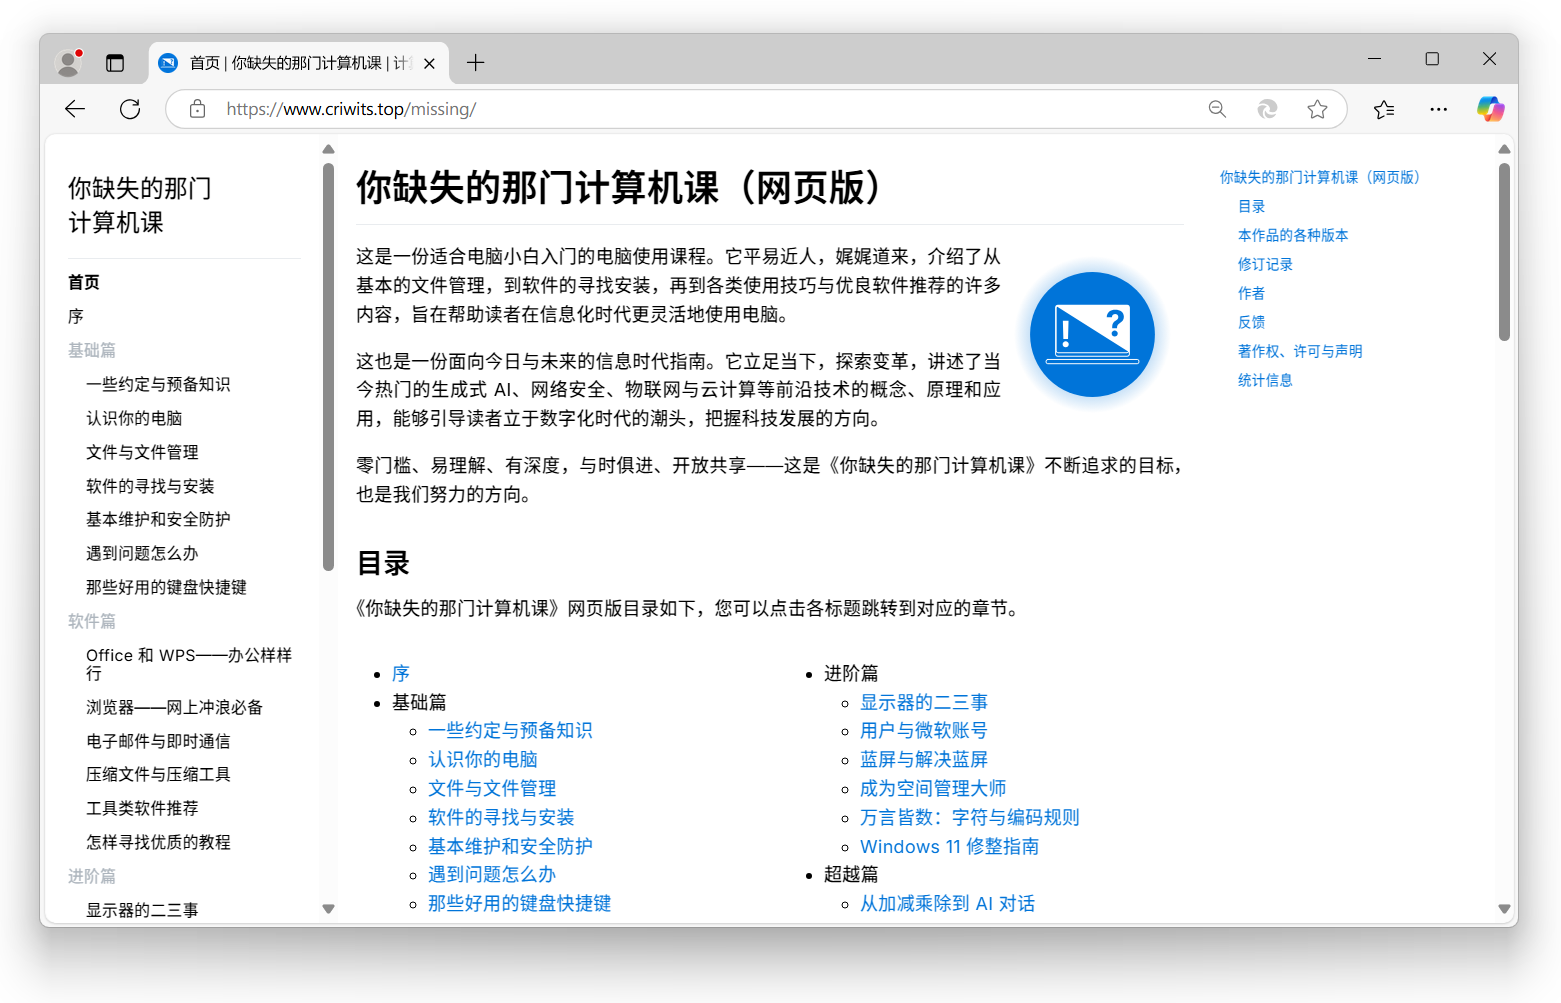 首页 | 你缺失的那门计算机课 | 计
https://www.criwits.top/missing/
你缺失的那门
计算机课
首页
序
基础篇
一些约定与预备知识
认识你的电脑
文件与文件管理
软件的寻找与安装
基本维护和安全防护
遇到问题怎么办
那些好用的键盘快捷键
软件篇
Office 和 WPS——办公样样
行
浏览器——网上冲浪必备
电子邮件与即时通信
压缩文件与压缩工具
工具类软件推荐
怎样寻找优质的教程
进阶篇
显示器的二三事
你缺失的那门计算机课（网页版）
这是一份适合电脑小白入门的电脑使用课程。它平易近人，娓娓道来，介绍了从
基本的文件管理，到软件的寻找安装，再到各类使用技巧与优良软件推荐的许多
内容，旨在帮助读者在信息化时代更灵活地使用电脑。
这也是一份面向今日与未来的信息时代指南。它立足当下，探索变革，讲述了当
今热门的生成式 AI、网络安全、物联网与云计算等前沿技术的概念、原理和应
用，能够引导读者立于数字化时代的潮头，把握科技发展的方向。
! ?
零门槛、易理解、有深度，与时俱进、开放共享——这是《你缺失的那门计算机课》不断追求的目标，
也是我们努力的方向。
目录
《你缺失的那门计算机课》网页版目录如下，您可以点击各标题跳转到对应的章节。
序
基础篇
一些约定与预备知识
认识你的电脑
文件与文件管理
软件的寻找与安装
基本维护和安全防护
遇到问题怎么办
那些好用的键盘快捷键
进阶篇
显示器的二三事
用户与微软账号
蓝屏与解决蓝屏
成为空间管理大师
万言皆数：字符与编码规则
Windows 11 修整指南
超越篇
从加减乘除到 AI 对话
你缺失的那门计算机课（网页版）
目录
本作品的各种版本
修订记录
作者
反馈
著作权、许可与声明
统计信息